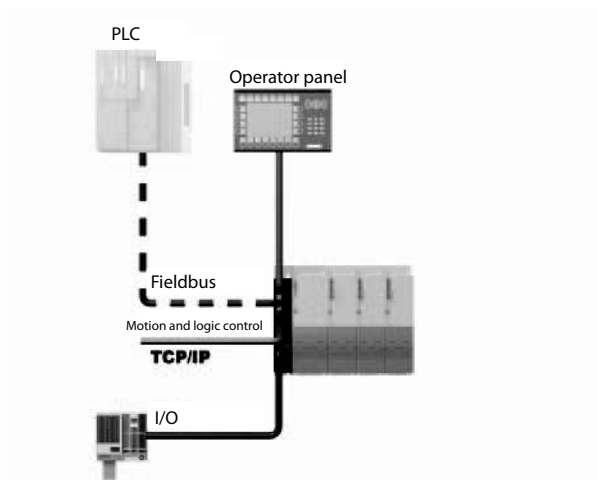 PLC
Operator panel
Fieldbus
Motion and logic control
TCP/IP
I/O